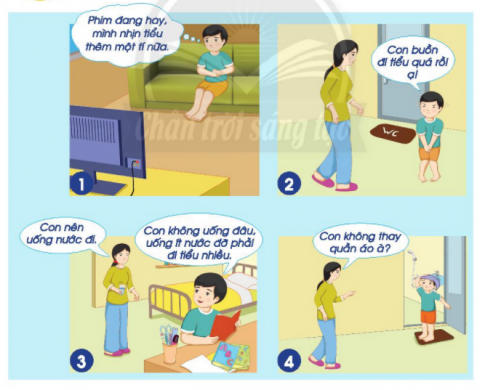 Phim đang hay,
mình nhịn tiểu
thêm một tí nữa.
1
Con buồn
đi tiểu quá rồi
ạ!
WC
2
Chân trời sáng tạo
Con nên
uống nước đi.
Con không uống đâu,
uống ít nước đỡ phải
đi tiểu nhiều.
3
Con không thay
quần áo à?
4